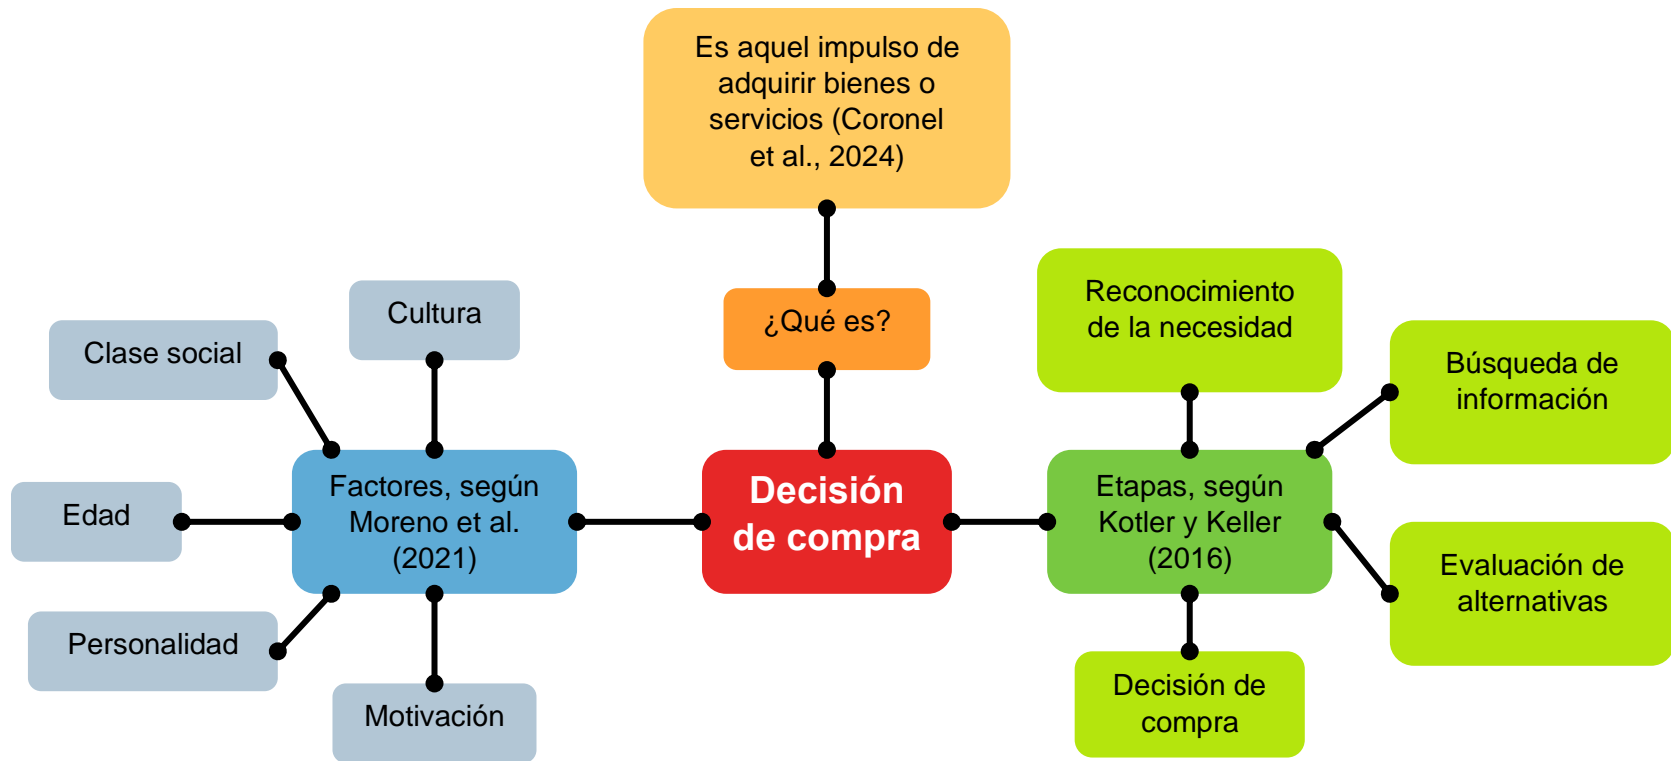 Es aquel impulso de
adquirir bienes o
servicios (Coronel
et al., 2024)
¿Qué es?
Decisión
de compra
Factores, según
Moreno et al.
(2021)
Cultura
Clase social
Edad
Personalidad
Motivación
Etapas, según
Kotler y Keller
(2016)
Reconocimiento
de la necesidad
Búsqueda de
información
Evaluación de
alternativas
Decisión de
compra